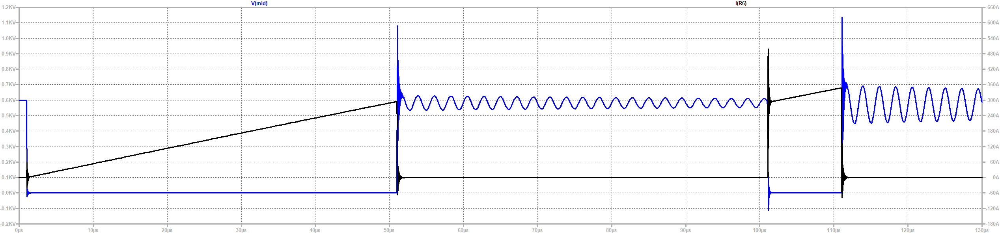 V(mid) I(R6)
1.2KV 660A
1.1KV 600A
1.0KV 540A
0.9KV 480A
0.8KV 420A
0.7KV 360A
0.6KV 300A
0.5KV 240A
0.4KV 180A
0.3KV 120A
0.2KV 60A
0.1KV 0A
0.0KV -60A
-0.1KV -120A
-0.2KV -180A
0µs 10µs 20µs 30µs 40µs 50µs 60µs 70µs 80µs 90µs 100µs 110µs 120µs 130µs